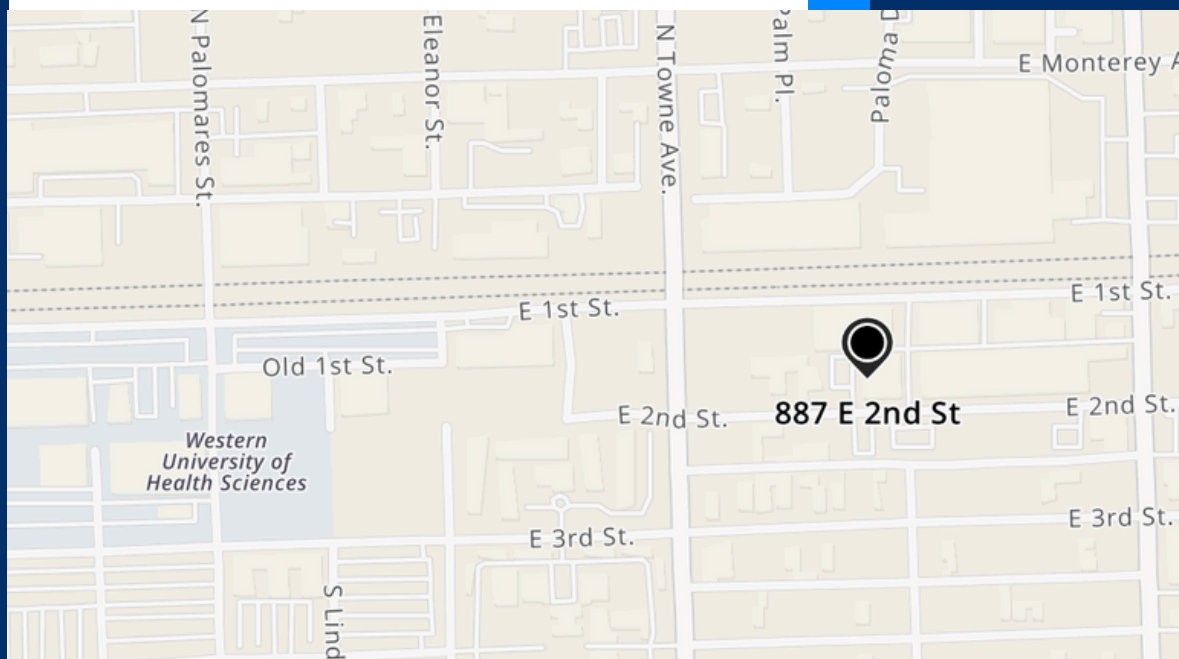 N Palomares St.
Eleanor St.
N Towne Ave.
Palm Pl.
Paloma D
E Monterey A
E 1st St.
E 1st St.
Old 1st St.
E 2nd St.
887 E 2nd St
E 2nd St.
Western
University of
Health Sciences
E 3rd St.
E 3rd St.
S Lind